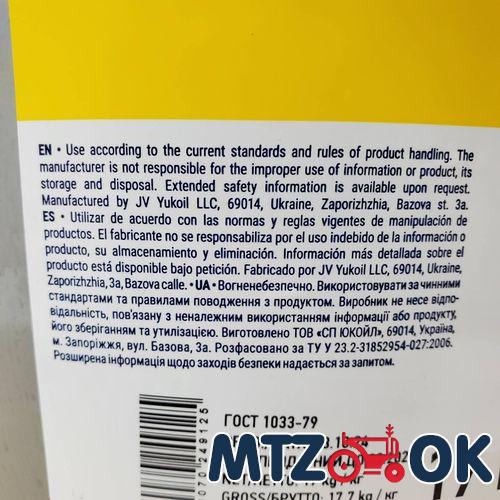 EN • Use according to the current standards and rules of product handling. The
manufacturer is not responsible for the improper use of information or product, its
storage and disposal. Extended safety information is available upon request.
Manufactured by JV Yukoil LLC, 69014, Ukraine, Zaporizhzhia, Bazova st. 3a.
ES • Utilizar de acuerdo con las normas y reglas vigentes de manipulación de
productos. El fabricante no se responsabiliza por el uso indebido de la información o
producto, su almacenamiento y eliminación. Información más detallada sobre el
producto está disponible bajo petición. Fabricado por JV Yukoil LLC, 69014, Ukraine,
Zaporizhzhia, 3a, Bazova calle. • UA • Вогненебезпечно. Використовувати за чинними
стандартами та правилами поводження з продуктом. Виробник не несе відпо-
відальність, пов'язану з неналежним використанням інформації або продукту,
його зберіганням та утилізацією. Виготовлено ТОВ «СП ЮКОЙЛ», 69014, Україна,
м. Запоріжжя, вул. Базова, 3а. Розфасовано за ТУ У 23.2-31852954-027:2006.
Розширена інформація щодо заходів безпеки надається за запитом.
ГОСТ 1033-79
MTZ OK
GROSS/БРУТТО: 17,7 kg / кг
17